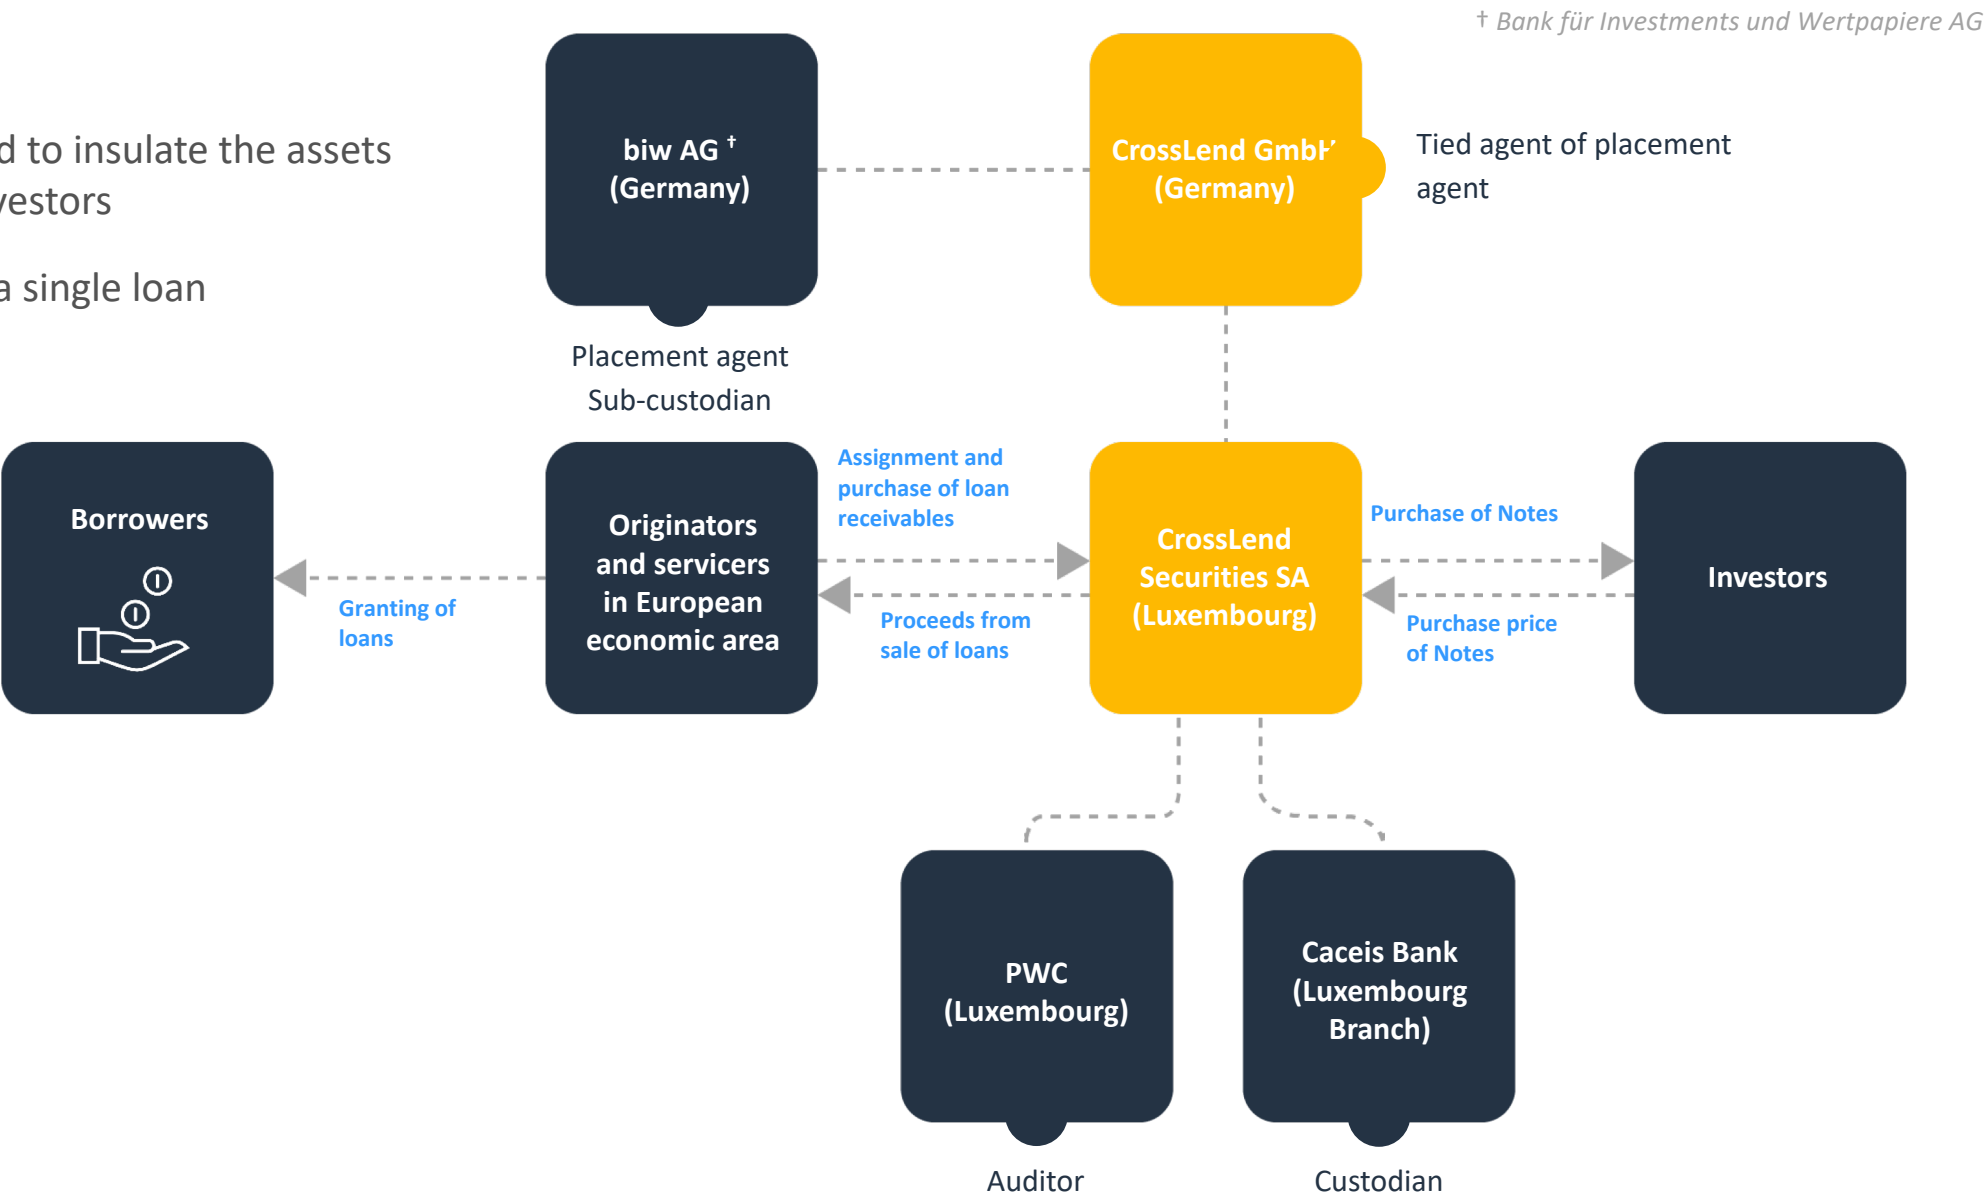 † Bank für Investments und Wertpapiere AG
d to insulate the assets
vestors
a single loan
biw AG †
(Germany)
CrossLend GmbH
(Germany)
Tied agent of placement
agent
Placement agent
Sub-custodian
Borrowers
Granting of
loans
Originators
and servicers
in European
economic area
Assignment and
purchase of loan
receivables
Proceeds from
sale of loans
CrossLend
Securities SA
(Luxembourg)
Purchase of Notes
Purchase price
of Notes
Investors
PWC
(Luxembourg)
Caceis Bank
(Luxembourg
Branch)
Auditor
Custodian